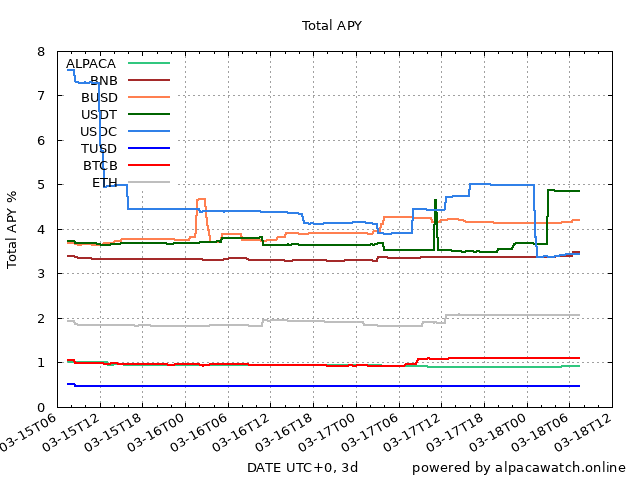 Total APY
Total APY %
8
7
6
5
4
3
2
1
0
ALPACA
BNB
BUSD
USDT
USDC
TUSD
BTCB
ETH
03-15T06
03-15T12
03-15T18
03-16T00
03-16T06
03-16T12
03-16T18
03-17T00
03-17T06
03-17T12
03-17T18
03-18T00
03-18T06
03-18T12
DATE UTC+0, 3d
powered by alpacawatch.online